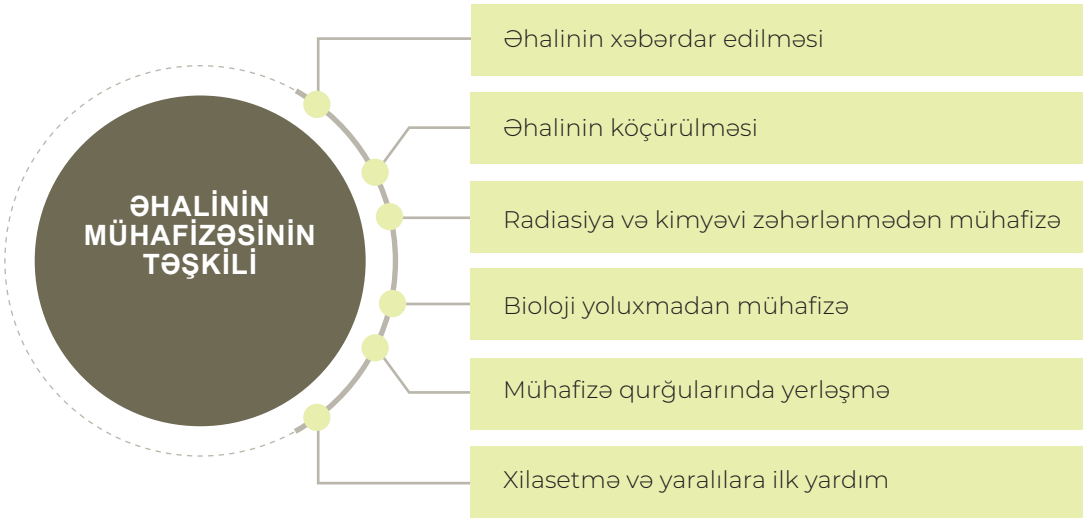 ƏHALİNİN
MÜHAFİZƏSİNİN
TƏŞKİLİ
Əhalinin xəbərdar edilməsi
Əhalinin köçürülməsi
Radiasiya və kimyəvi zəhərlənmədən mühafizə
Bioloji yoluxmadan mühafizə
Mühafizə qurğularında yerləşmə
Xilasetmə və yaralılara ilk yardım